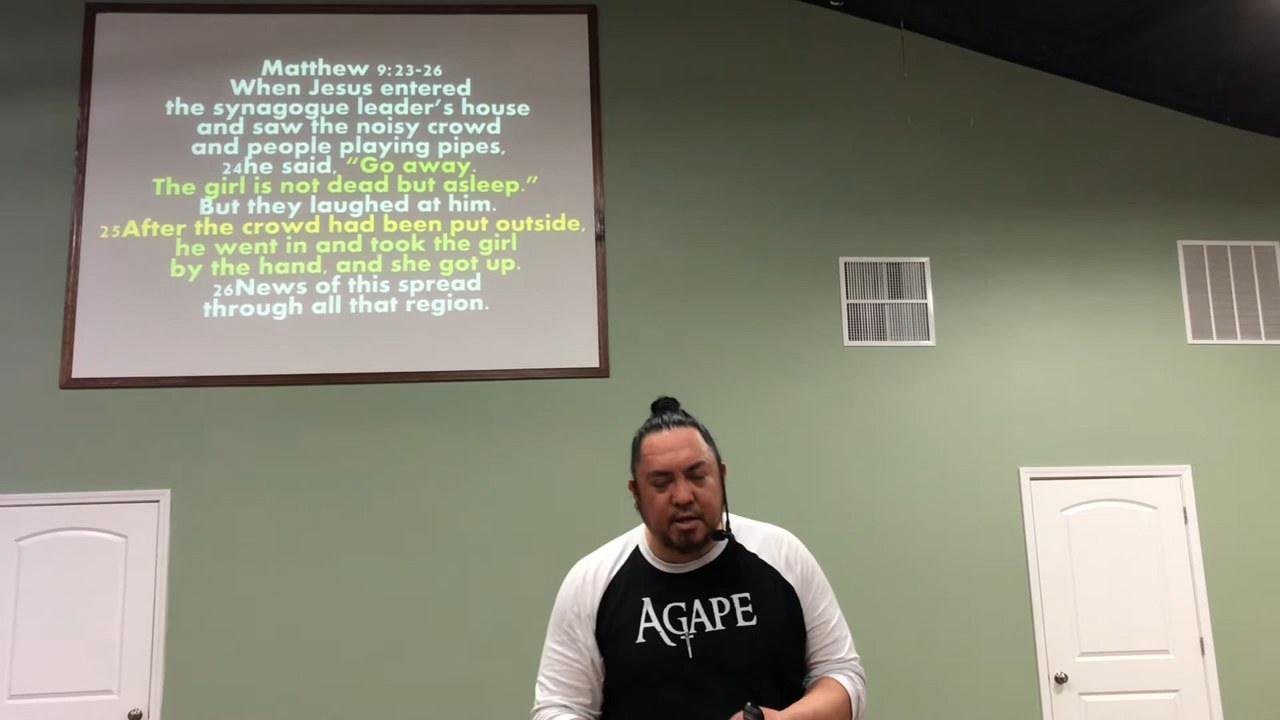 Matthew 9:23-26
When Jesus entered
the synagogue leader's house
and saw the noisy crowd
and people playing pipes,
24he said, "Go away.
The girl is not dead but asleep."
But they laughed at him.
25After the crowd had been put outside,
he went in and took the girl
by the hand, and she got up.
26News of this spread
through all that region.
AGAPE